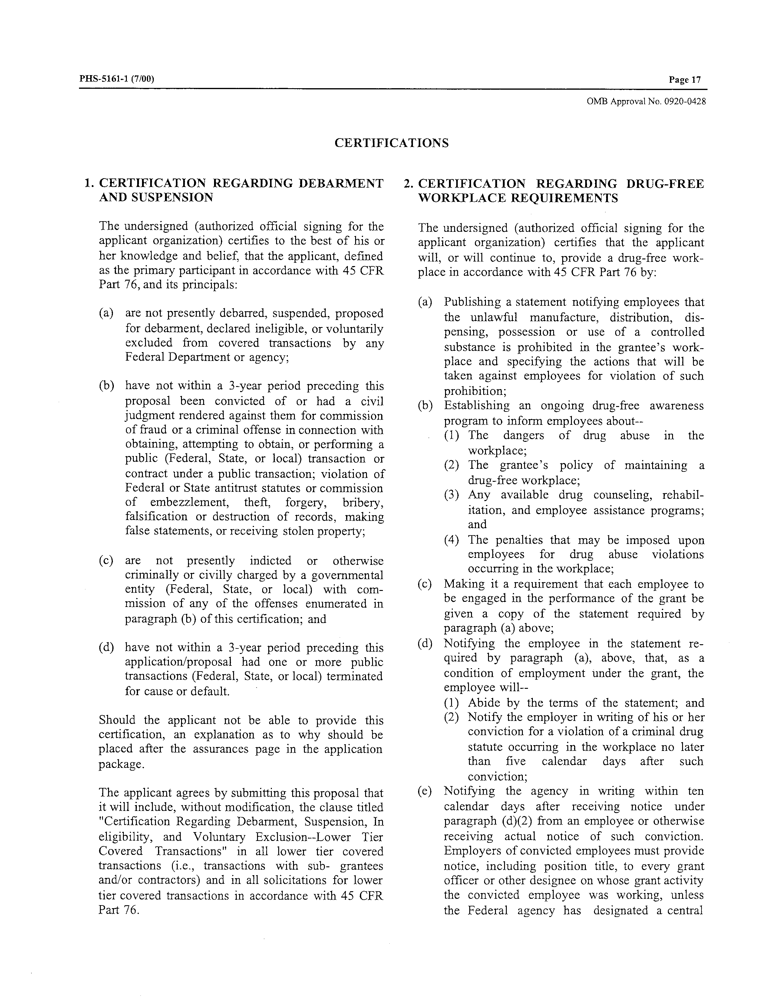 PHS-5161-1 (7/00)
Page 17
OMB Approval No. 0920-0428
CERTIFICATIONS
1. CERTIFICATION REGARDING DEBARMENT
AND SUSPENSION
The undersigned (authorized official signing for the
applicant organization) certifies to the best of his or
her knowledge and belief, that the applicant, defined
as the primary participant in accordance with 45 CFR
Part 76, and its principals:
(a) are not presently debarred, suspended, proposed
for debarment, declared ineligible, or voluntarily
excluded from covered transactions by any
Federal Department or agency;
(b) have not within a 3-year period preceding this
proposal been convicted of or had a civil
judgment rendered against them for commission
of fraud or a criminal offense in connection with
obtaining, attempting to obtain, or performing a
public (Federal, State, or local) transaction or
contract under a public transaction; violation of
Federal or State antitrust statutes or commission
of embezzlement, theft, forgery, bribery,
falsification or destruction of records, making
false statements, or receiving stolen property;
(c) are not presently indicted or otherwise
criminally or civilly charged by a governmental
entity (Federal, State, or local) with com-
mission of any of the offenses enumerated in
paragraph (b) of this certification; and
(d) have not within a 3-year period preceding this
application/proposal had one or more public
transactions (Federal, State, or local) terminated
for cause or default.
Should the applicant not be able to provide this
certification, an explanation as to why should be
placed after the assurances page in the application
package.
The applicant agrees by submitting this proposal that
it will include, without modification, the clause titled
"Certification Regarding Debarment, Suspension, In
eligibility, and Voluntary Exclusion--Lower Tier
Covered Transactions" in all lower tier covered
transactions (i.e., transactions with sub- grantees
and/or contractors) and in all solicitations for lower
tier covered transactions in accordance with 45 CFR
Part 76.
2. CERTIFICATION REGARDING DRUG-FREE
WORKPLACE REQUIREMENTS
The undersigned (authorized official signing for the
applicant organization) certifies that the applicant
will, or will continue to, provide a drug-free work-
place in accordance with 45 CFR Part 76 by:
(a) Publishing a statement notifying employees that
the unlawful manufacture, distribution, dis-
pensing, possession or use of a controlled
substance is prohibited in the grantee's work-
place and specifying the actions that will be
taken against employees for violation of such
prohibition;
(b) Establishing an ongoing drug-free awareness
program to inform employees about--
(1) The dangers of drug abuse in the
workplace;
(2) The grantee's policy of maintaining a
drug-free workplace;
(3) Any available drug counseling, rehabil-
itation, and employee assistance programs;
and
(4) The penalties that may be imposed upon
employees for drug abuse violations
occurring in the workplace;
(c) Making it a requirement that each employee to
be engaged in the performance of the grant be
given a copy of the statement required by
paragraph (a) above;
(d) Notifying the employee in the statement re-
quired by paragraph (a), above, that, as a
condition of employment under the grant, the
employee will--
(1) Abide by the terms of the statement; and
(2) Notify the employer in writing of his or her
conviction for a violation of a criminal drug
statute occurring in the workplace no later
than five calendar days after such
conviction;
(e) Notifying the agency in writing within ten
calendar days after receiving notice under
paragraph (d)(2) from an employee or otherwise
receiving actual notice of such conviction.
Employers of convicted employees must provide
notice, including position title, to every grant
officer or other designee on whose grant activity
the convicted employee was working, unless
the Federal agency has designated a central